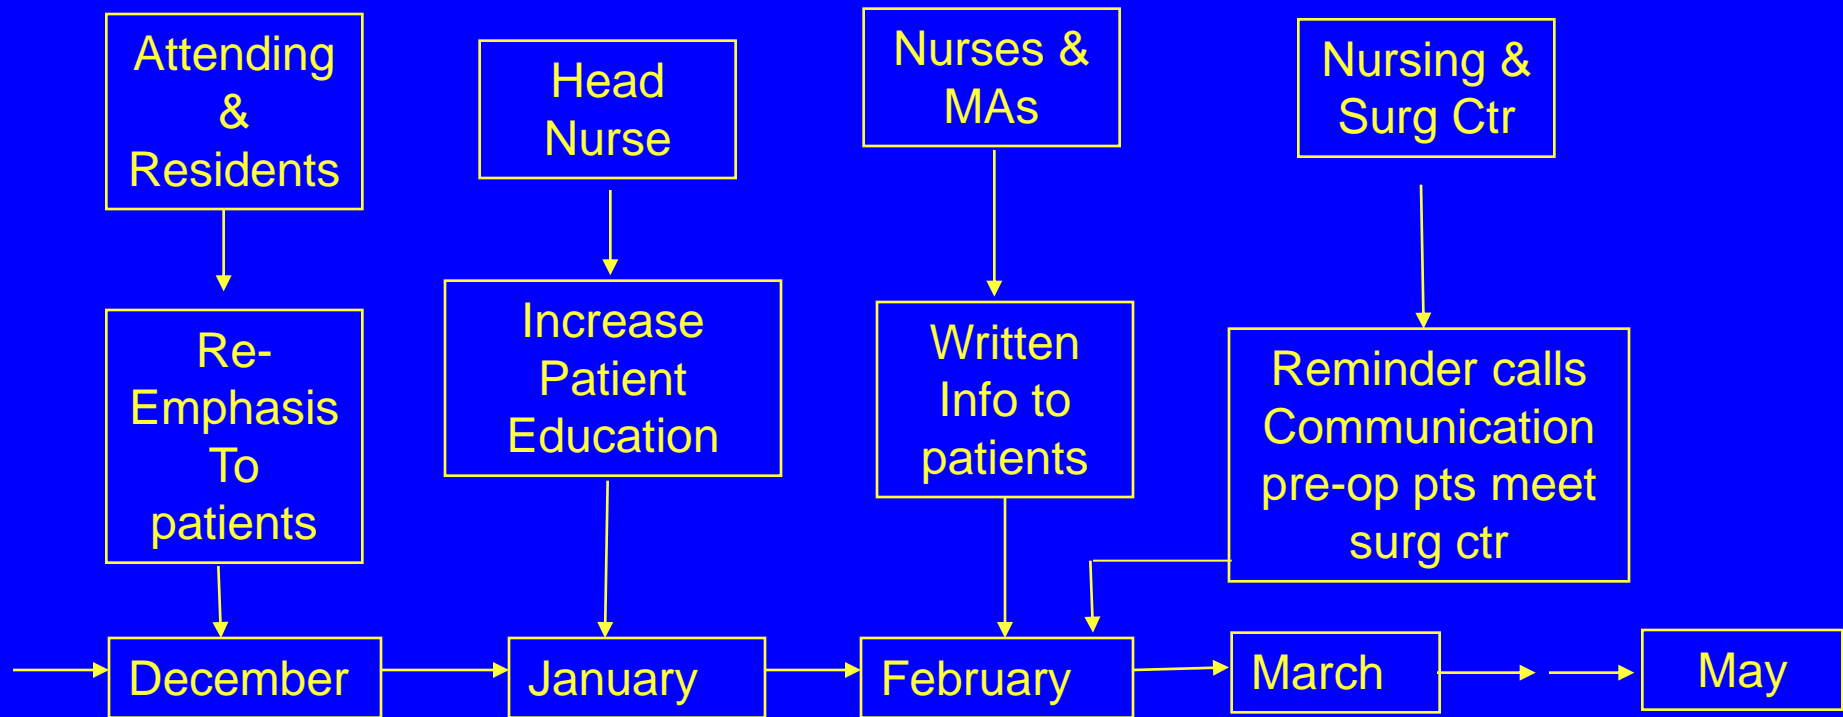 Attending
&
Residents
Head
Nurse
Nurses &
MAs
Nursing &
Surg Ctr
Re-
Emphasis
To
patients
Increase
Patient
Education
Written
Info to
patients
Reminder calls
Communication
pre-op pts meet
surg ctr
December
January
February
March
May